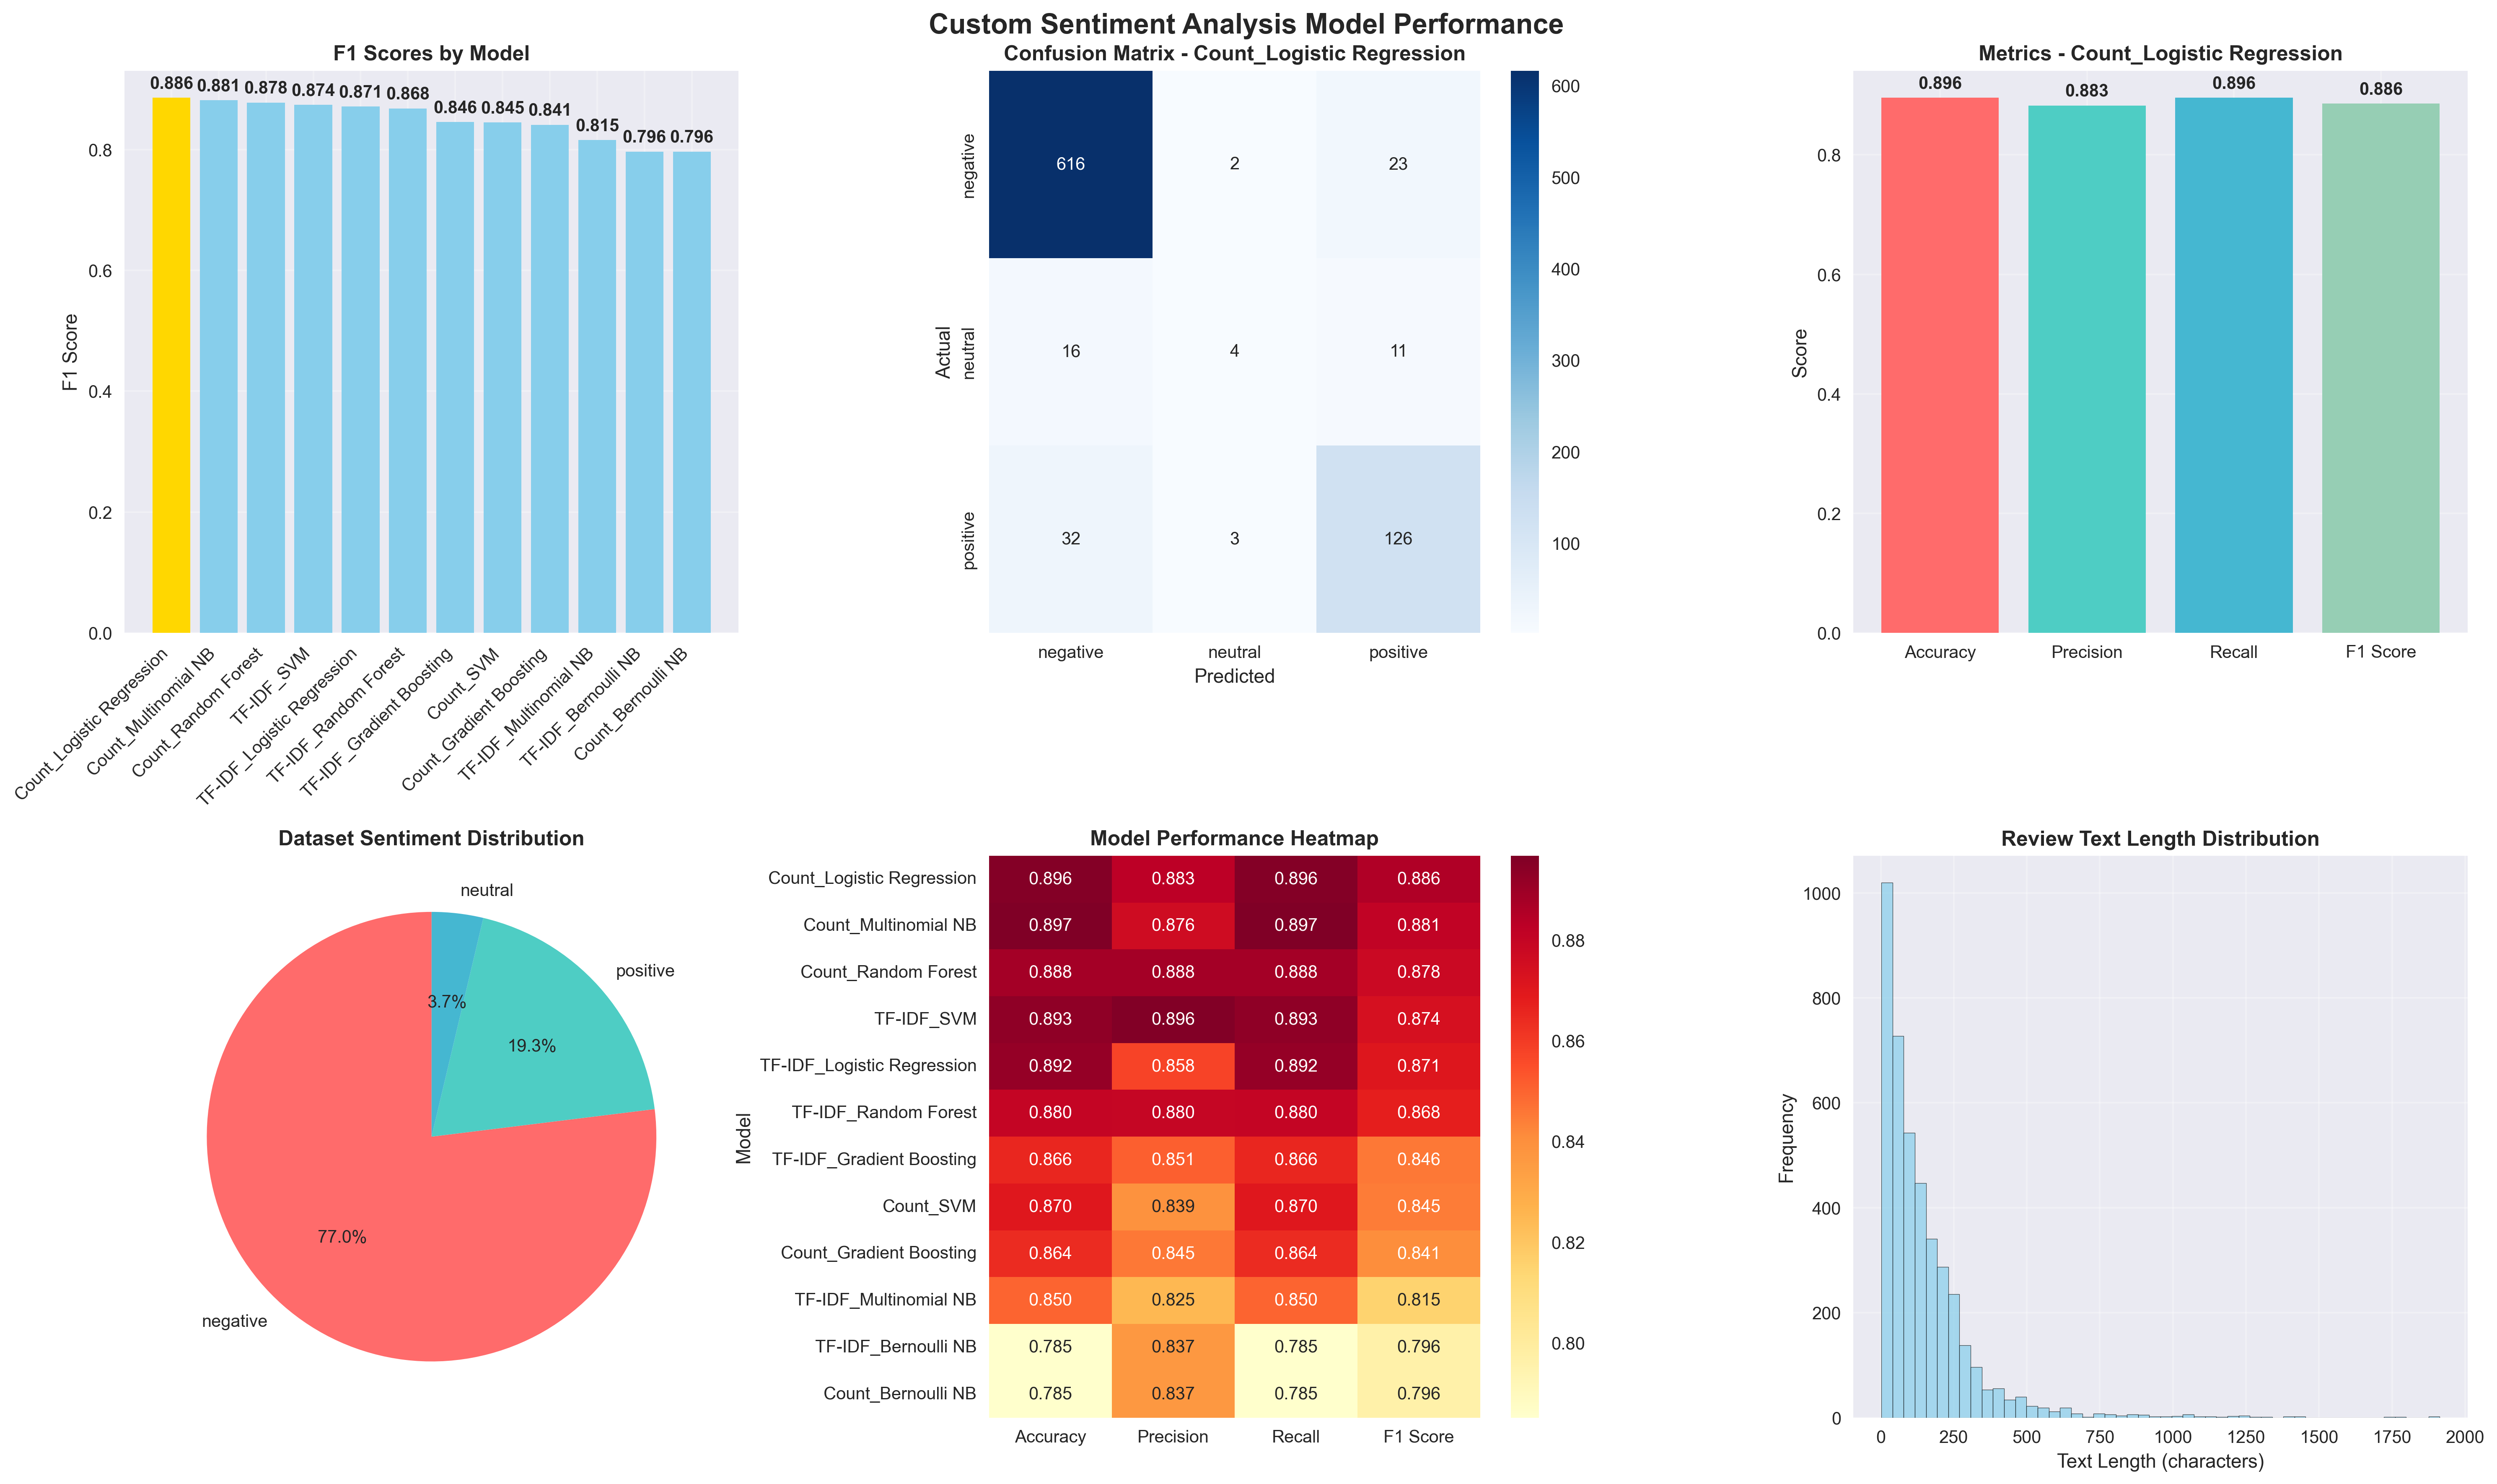 Custom Sentiment Analysis Model Performance
F1 Scores by Model
0.886 0.881 0.878 0.874 0.871 0.868 0.846 0.845 0.841 0.815 0.796 0.796
F1 Score
0.8
0.6
0.4
0.2
0.0
Count_Logistic Regression
Count_Multinomial NB
Count_Random Forest
TF-IDF_SVM
TF-IDF_Logistic Regression
TF-IDF_Random Forest
TF-IDF_Gradient Boosting
Count_SVM
Count_Gradient Boosting
TF-IDF_Multinomial NB
TF-IDF_Bernoulli NB
Count_Bernoulli NB
Confusion Matrix - Count_Logistic Regression
Actual
negative
616 2 23
neutral
16 4 11
positive
32 3 126
negative neutral positive
Predicted
600
500
400
300
200
100
Metrics - Count_Logistic Regression
0.896 0.883 0.896 0.886
Score
0.8
0.6
0.4
0.2
0.0
Accuracy Precision Recall F1 Score
Dataset Sentiment Distribution
neutral
positive
3.7%
19.3%
77.0%
negative
Model Performance Heatmap
Model
Count_Logistic Regression 0.896 0.883 0.896 0.886
Count_Multinomial NB 0.897 0.876 0.897 0.881
Count_Random Forest 0.888 0.888 0.888 0.878
TF-IDF_SVM 0.893 0.896 0.893 0.874
TF-IDF_Logistic Regression 0.892 0.858 0.892 0.871
TF-IDF_Random Forest 0.880 0.880 0.880 0.868
TF-IDF_Gradient Boosting 0.866 0.851 0.866 0.846
Count_SVM 0.870 0.839 0.870 0.845
Count_Gradient Boosting 0.864 0.845 0.864 0.841
TF-IDF_Multinomial NB 0.850 0.825 0.850 0.815
TF-IDF_Bernoulli NB 0.785 0.837 0.785 0.796
Count_Bernoulli NB 0.785 0.837 0.785 0.796
Accuracy Precision Recall F1 Score
0.88
0.86
0.84
0.82
0.80
Review Text Length Distribution
Frequency
1000
800
600
400
200
0
0 250 500 750 1000 1250 1500 1750 2000
Text Length (characters)